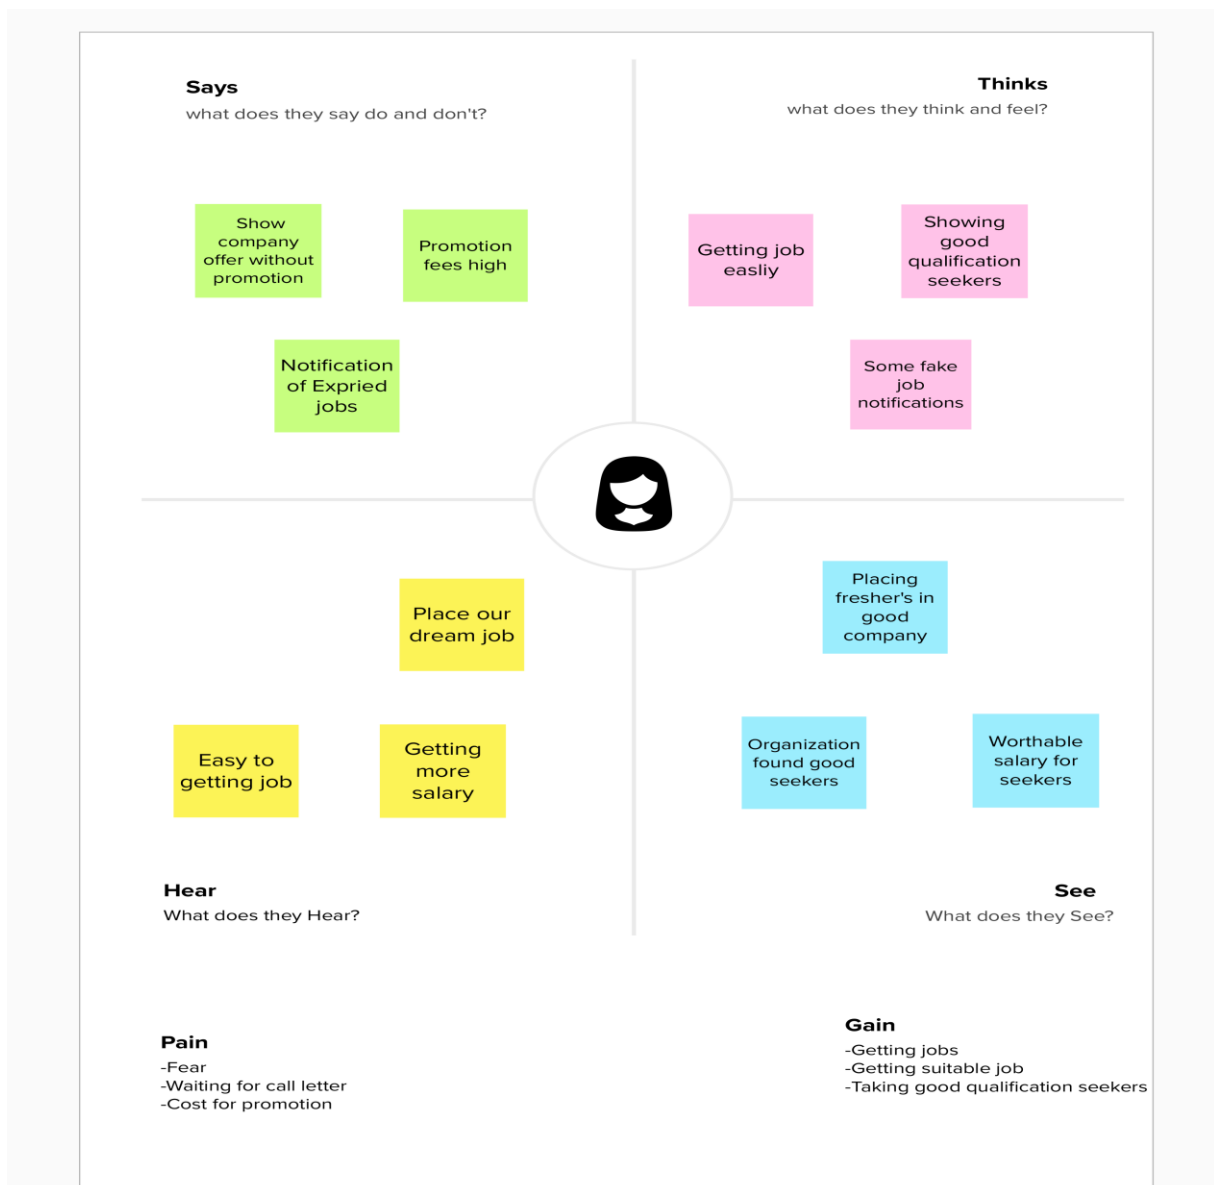 Says
what does they say do and don't?
Show
company
offer without
promotion
Promotion
fees high
Notification
of Expried
jobs
Thinks
what does they think and feel?
Getting job
easliy
Showing
good
qualification
seekers
Some fake
job
notifications
Place our
dream job
Easy to
getting job
Getting
more
salary
Hear
What does they Hear?
Placing
fresher's in
good
company
Organization
found good
seekers
Worthable
salary for
seekers
See
What does they See?
Pain
-Fear
-Waiting for call letter
-Cost for promotion
Gain
-Getting jobs
-Getting suitable job
-Taking good qualification seekers